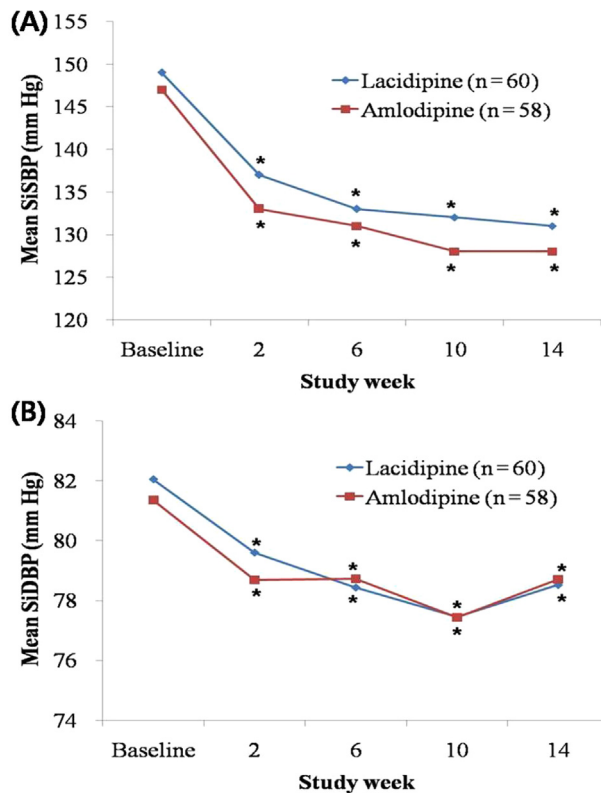 (A)
155
150
145
140
135
130
125
120
Mean SiSBP (mm Hg)
Lacidipine (n = 60)
Amlodipine (n = 58)
*
*
*
*
*
*
*
*
Baseline 2 6 10 14
Study week
(B)
84
82
80
78
76
74
Mean SiDBP (mm Hg)
Lacidipine (n = 60)
Amlodipine (n = 58)
*
*
*
*
*
*
*
*
Baseline 2 6 10 14
Study week